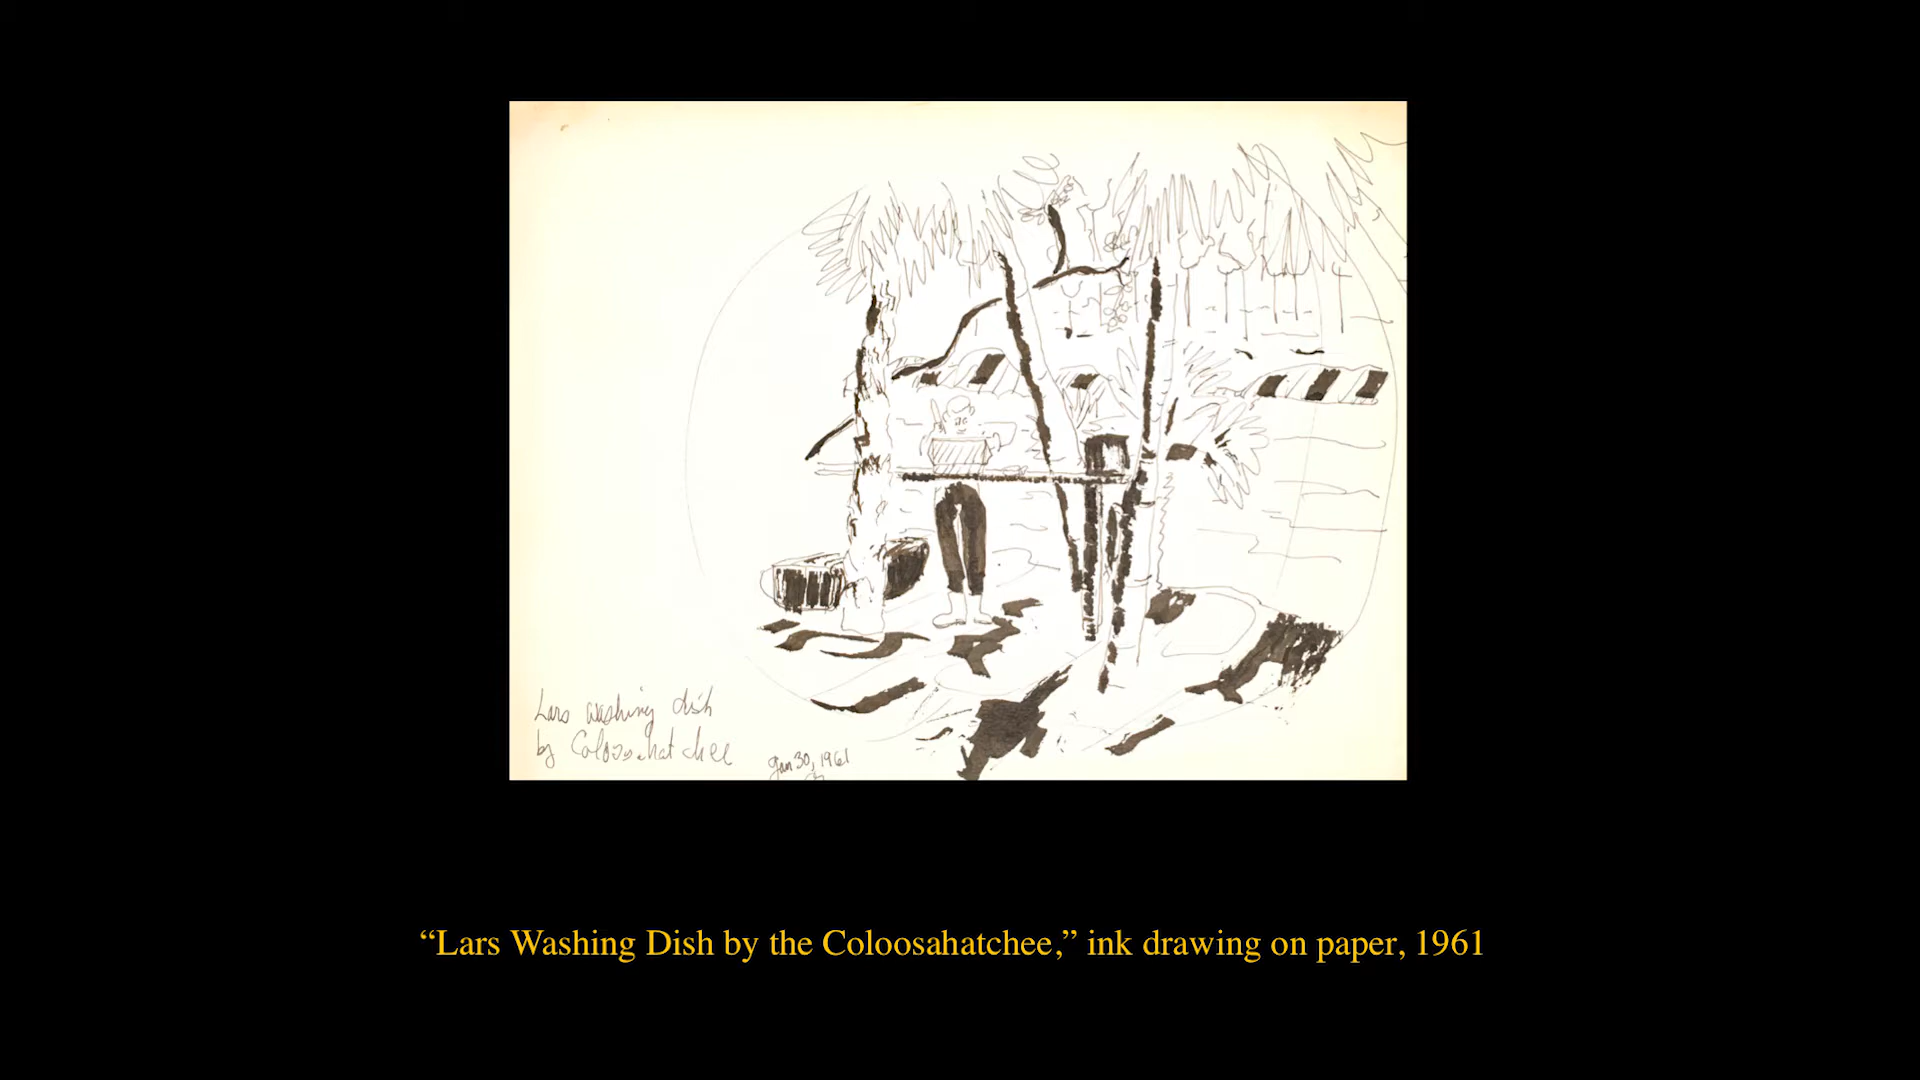 Lars Washing dish
by Coloosahatchee
Jan 30, 1961
“Lars Washing Dish by the Coloosahatchee,” ink drawing on paper, 1961